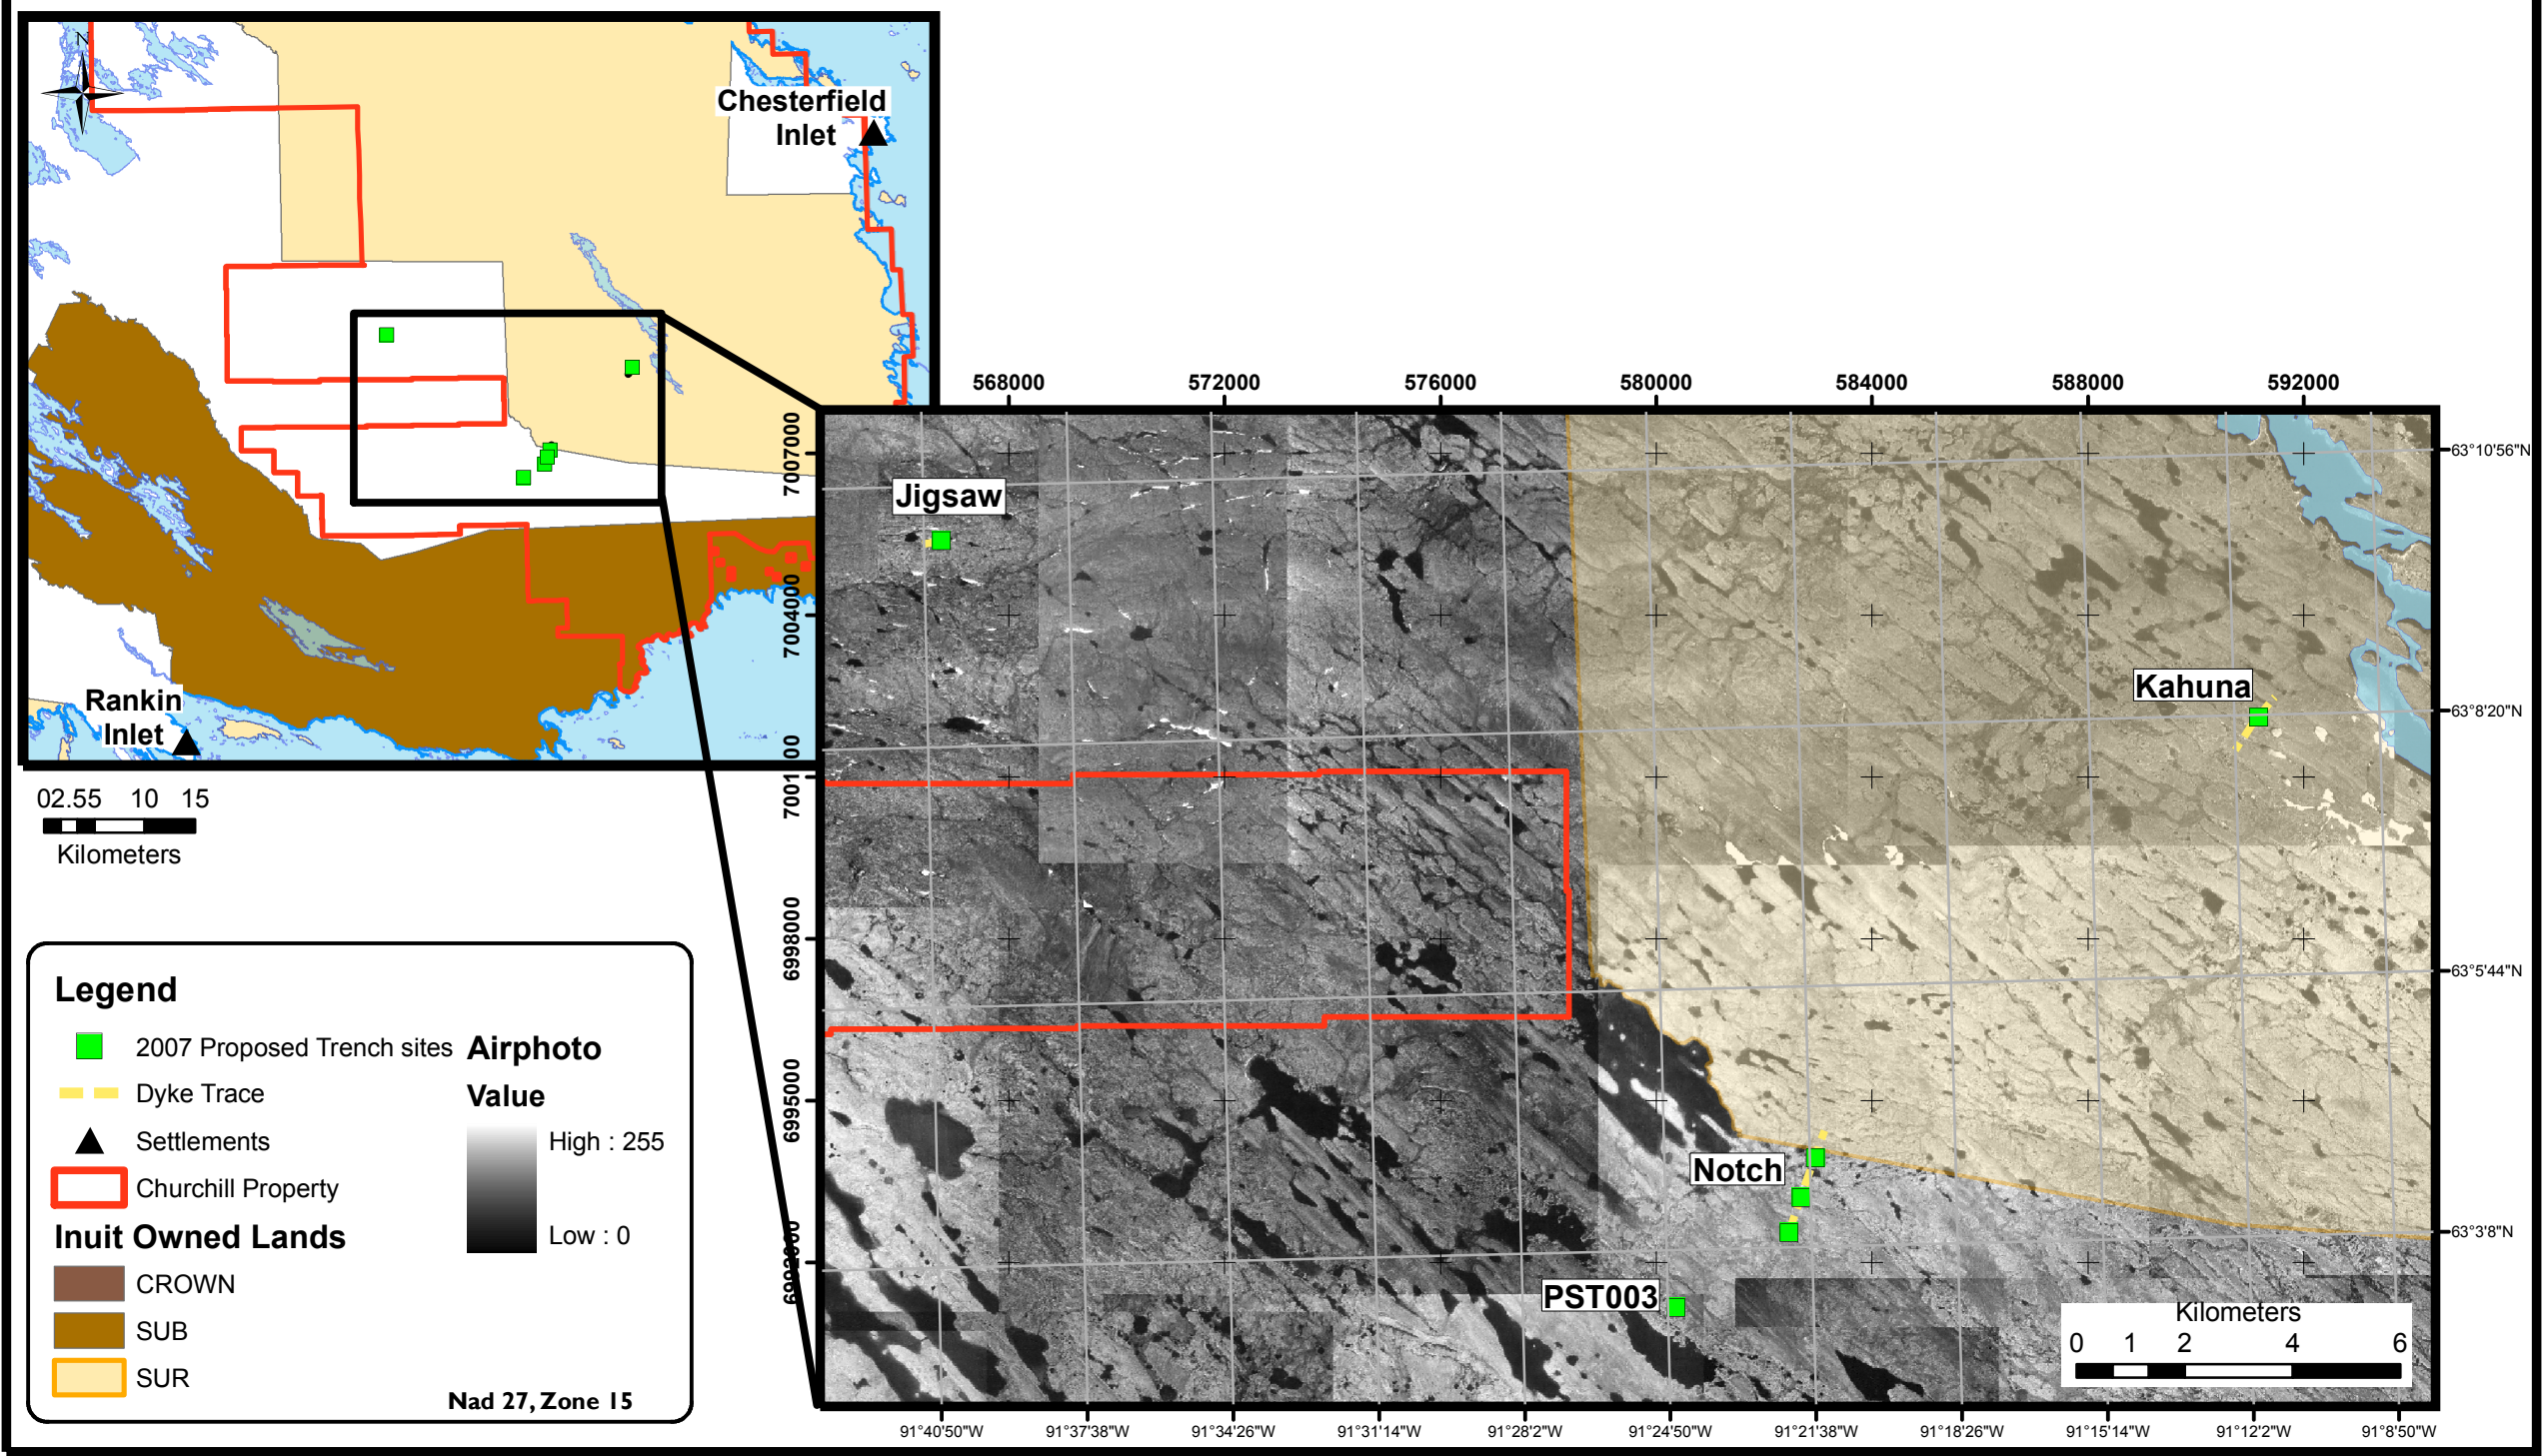 N
Chesterfield
Inlet
Rankin
Inlet
02.55 10 15
Kilometers
Legend
2007 Proposed Trench sites
Dyke Trace
Settlements
Churchill Property
Inuit Owned Lands
CROWN
SUB
SUR
Airphoto
Value
High : 255
Low : 0
Nad 27, Zone 15
568000 572000 576000 580000 584000 588000 592000
7007000
7004000
7001000
6998000
6995000
6992000
63°10'56"N
63°8'20"N
63°5'44"N
63°3'8"N
Jigsaw
Kahuna
Notch
PST003
Kilometers
0 1 2 4 6
91°40'50"W 91°37'38"W 91°34'26"W 91°31'14"W 91°28'2"W 91°24'50"W 91°21'38"W 91°18'26"W 91°15'14"W 91°12'2"W 91°8'50"W